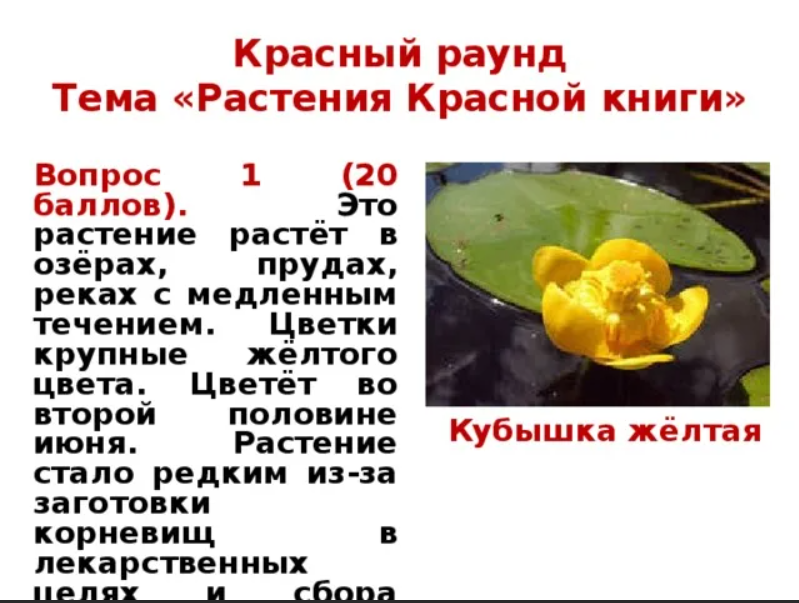 Красный раунд
Тема «Растения Красной книги»
Вопрос 1 (20
баллов). Это
растение растёт в
озёрах, прудах,
реках с медленным
течением. Цветки
крупные жёлтого
цвета. Цветёт во
второй половине
июня. Растение
стало редким из-за
заготовки
корневищ в
лекарственных
целях и сбора
Кубышка жёлтая